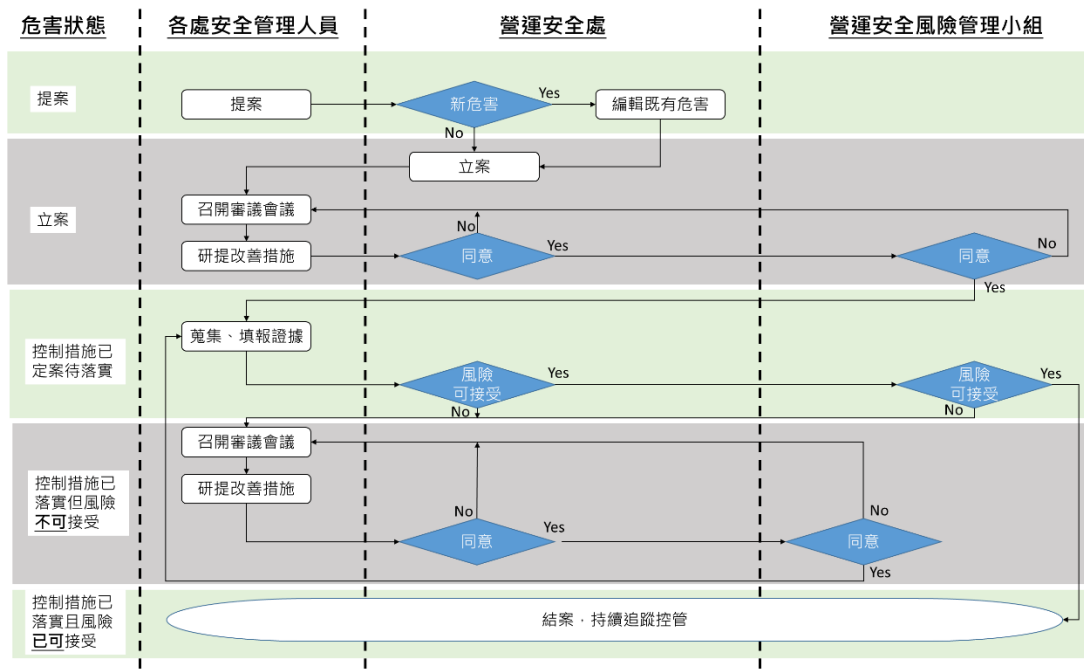 危害狀態
各處安全管理人員
營運安全處
營運安全風險管理小組
提案
提案
新危害
Yes
編輯既有危害
No
立案
立案
召開審議會議
研提改善措施
No
同意
Yes
同意
No
Yes
控制措施已
定案待落實
蒐集、填報證據
風險
可接受
Yes
No
風險
可接受
Yes
No
控制措施已
落實但風險
不可接受
召開審議會議
研提改善措施
No
同意
Yes
No
同意
Yes
控制措施已
落實且風險
已可接受
結案，持續追蹤控管